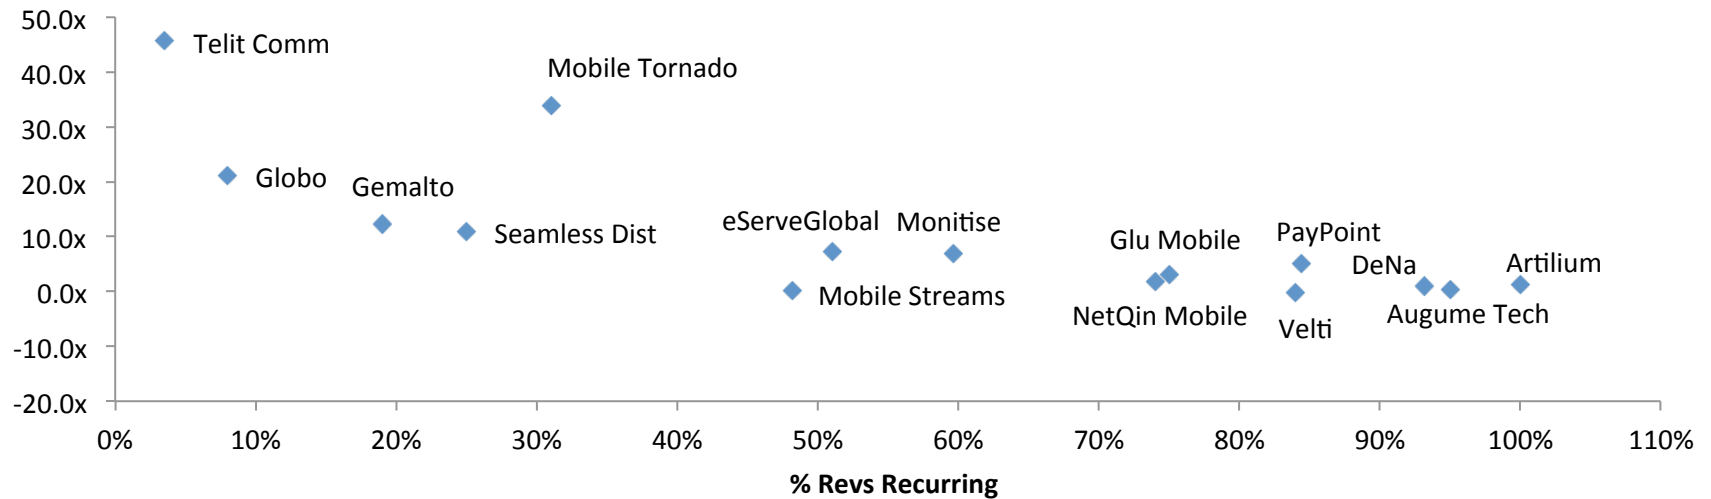 50.0x
Telit Comm
40.0x
Mobile Tornado
30.0x
20.0x
Globo
Gemalto
10.0x
Seamless Dist
eServeGlobal
Monitise
Glu Mobile
PayPoint
DeNa
Artilium
0.0x
Mobile Streams
NetQin Mobile
Velti
Augume Tech
-10.0x
-20.0x
0% 10% 20% 30% 40% 50% 60% 70% 80% 90% 100% 110%
% Revs Recurring